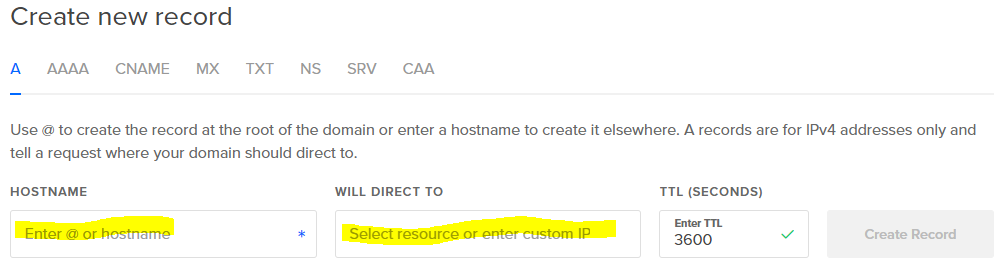 Create new record
A AAAA CNAME MX TXT NS SRV CAA
Use @ to create the record at the root of the domain or enter a hostname to create it elsewhere. A records are for IPv4 addresses only and
tell a request where your domain should direct to.
HOSTNAME WILL DIRECT TO TTL (SECONDS)
Enter @ or hostname * Select resource or enter custom IP Enter TTL
3600 Create Record